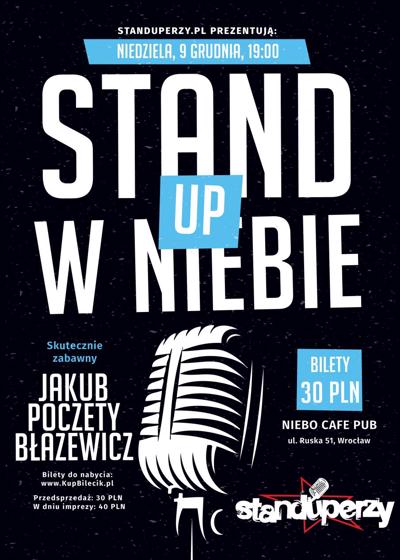 STANDUPERZY.PL PREZENTUJĄ:
NIEDZIELA, 9 GRUDNIA, 19:00
STAND
UP
W NIEBIE
Skutecznie
zabawny
JAKUB
POCZĘTY
BŁAZEWICZ
Bilety do nabycia:
www.KupBilecik.pl
Przedsprzedaż: 30 PLN
W dniu imprezy: 40 PLN
BILETY
30 PLN
NIEBO CAFE PUB
ul. Ruska 51, Wrocław
standuperzy